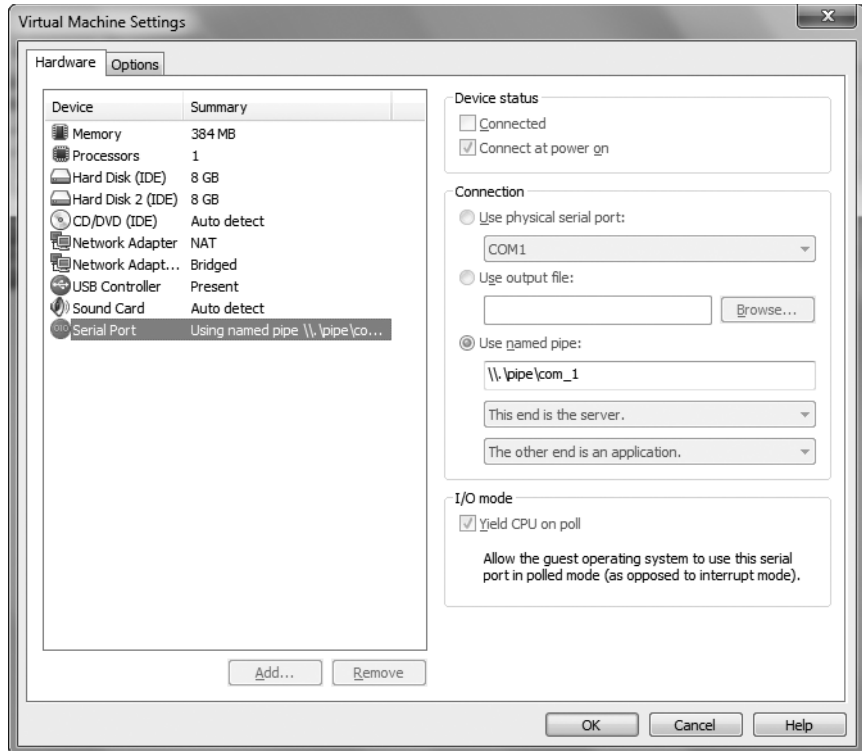 Virtual Machine Settings
Hardware Options
Device Summary
Memory 384 MB
Processors 1
Hard Disk (IDE) 8 GB
Hard Disk 2 (IDE) 8 GB
CD/DVD (IDE) Auto detect
Network Adapter NAT
Network Adapt... Bridged
USB Controller Present
Sound Card Auto detect
Serial Port Using named pipe \\.\pipe\co...
Add... Remove
Device status
Connected
Connect at power on
Connection
Use physical serial port:
COM1
Use output file:
Browse...
Use named pipe:
\\.\pipe\com_1
This end is the server.
The other end is an application.
I/O mode
Yield CPU on poll
Allow the guest operating system to use this serial
port in polled mode (as opposed to interrupt mode).
OK Cancel Help